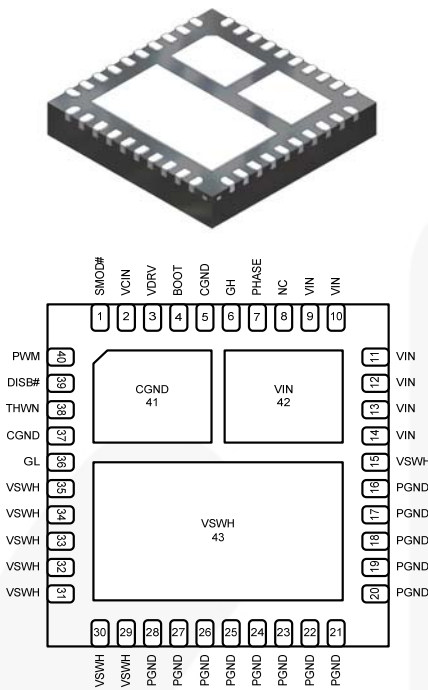 SMOD#
VCIN
VDRV
BOOT
CGND
GH
PHASE
NC
VIN
VIN
1
2
3
4
5
6
7
8
9
10
PWM
40
DISB#
39
THWN
38
CGND
37
GL
36
VSWH
35
VSWH
34
VSWH
33
VSWH
32
VSWH
31
CGND
41
VIN
42
VSWH
43
11
VIN
12
VIN
13
VIN
14
VIN
15
VSWH
16
PGND
17
PGND
18
PGND
19
PGND
20
PGND
30
29
28
27
26
25
24
23
22
21
VSWH
VSWH
PGND
PGND
PGND
PGND
PGND
PGND
PGND
PGND